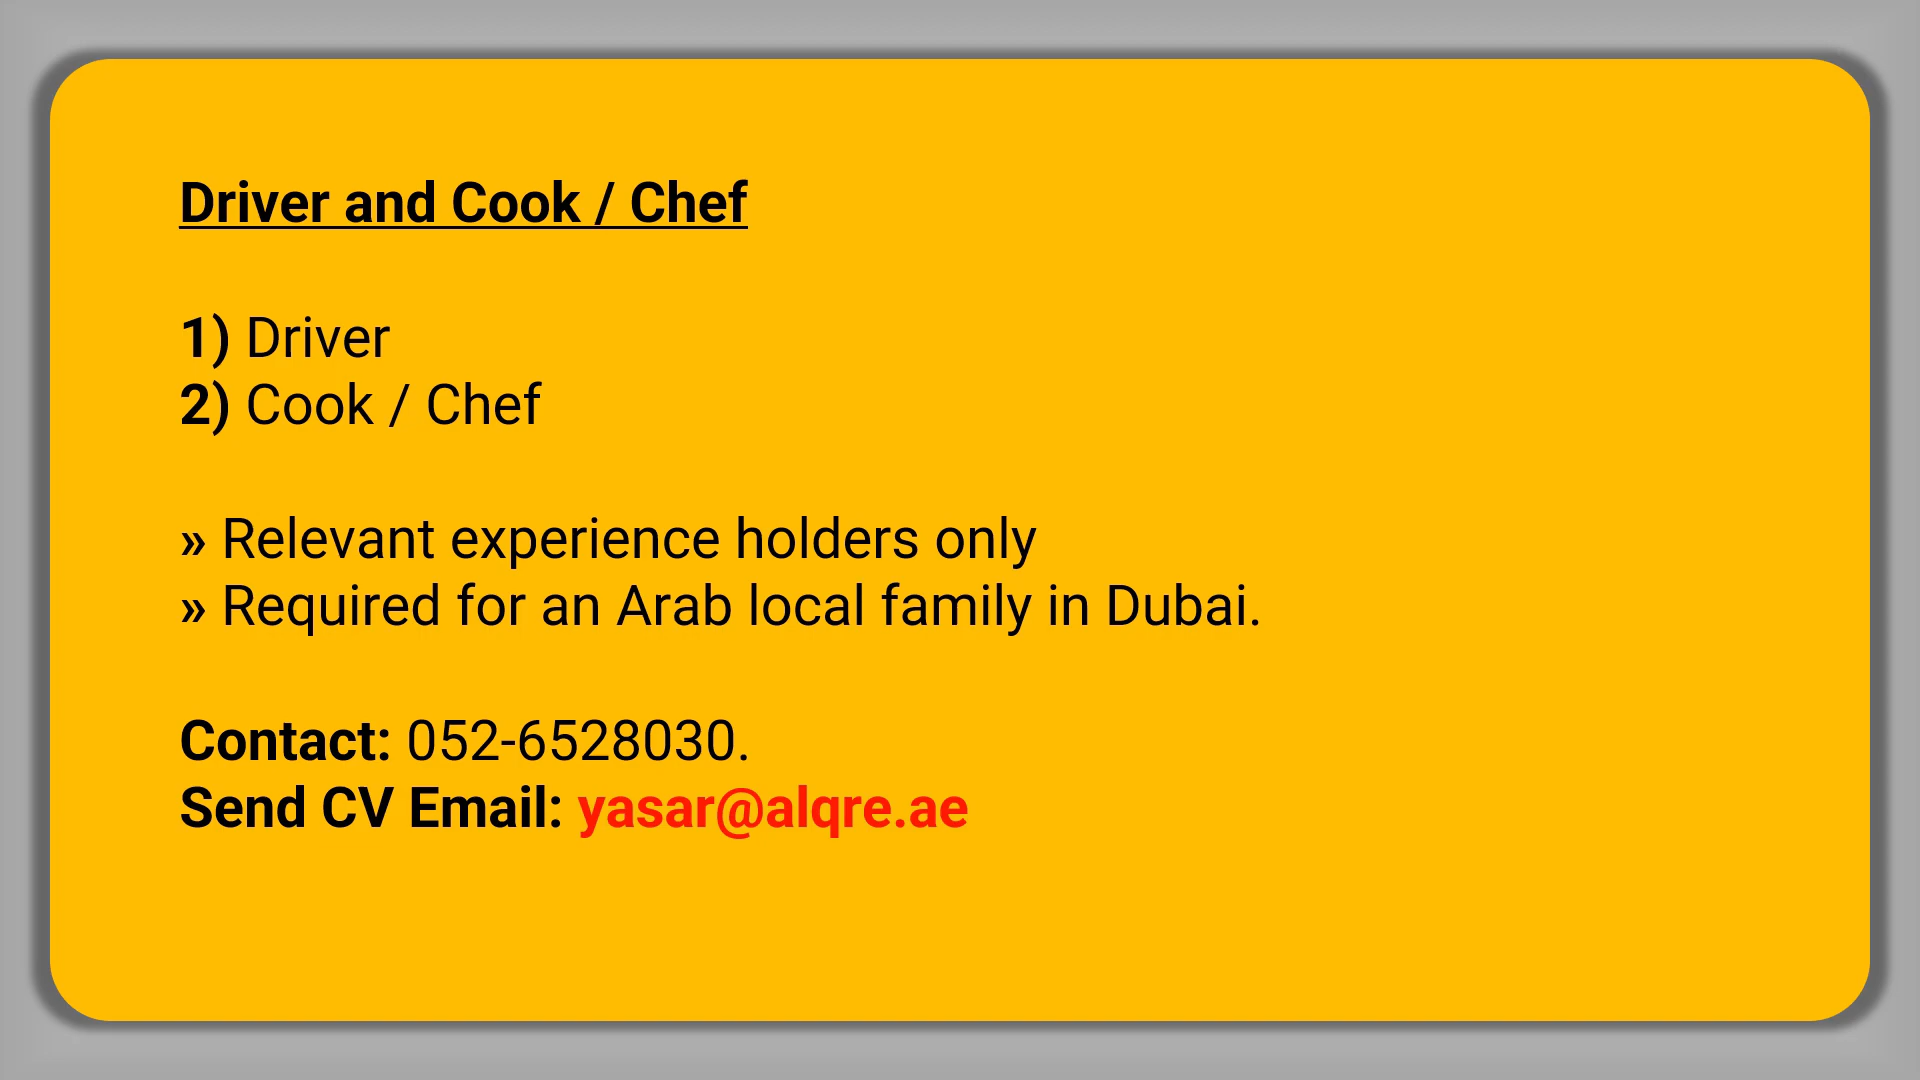 Driver and Cook / Chef
1) Driver
2) Cook / Chef
» Relevant experience holders only
» Required for an Arab local family in Dubai.
Contact: 052-6528030.
Send CV Email: yasar@alqre.ae